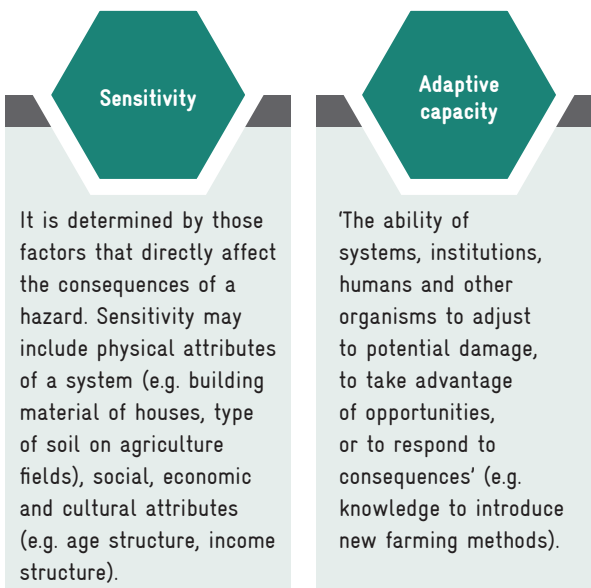 Sensitivity
It is determined by those
factors that directly affect
the consequences of a
hazard. Sensitivity may
include physical attributes
of a system (e.g. building
material of houses, type
of soil on agriculture
fields), social, economic
and cultural attributes
(e.g. age structure, income
structure).
Adaptive
capacity
‘The ability of
systems, institutions,
humans and other
organisms to adjust
to potential damage,
to take advantage
of opportunities,
or to respond to
consequences’ (e.g.
knowledge to introduce
new farming methods).